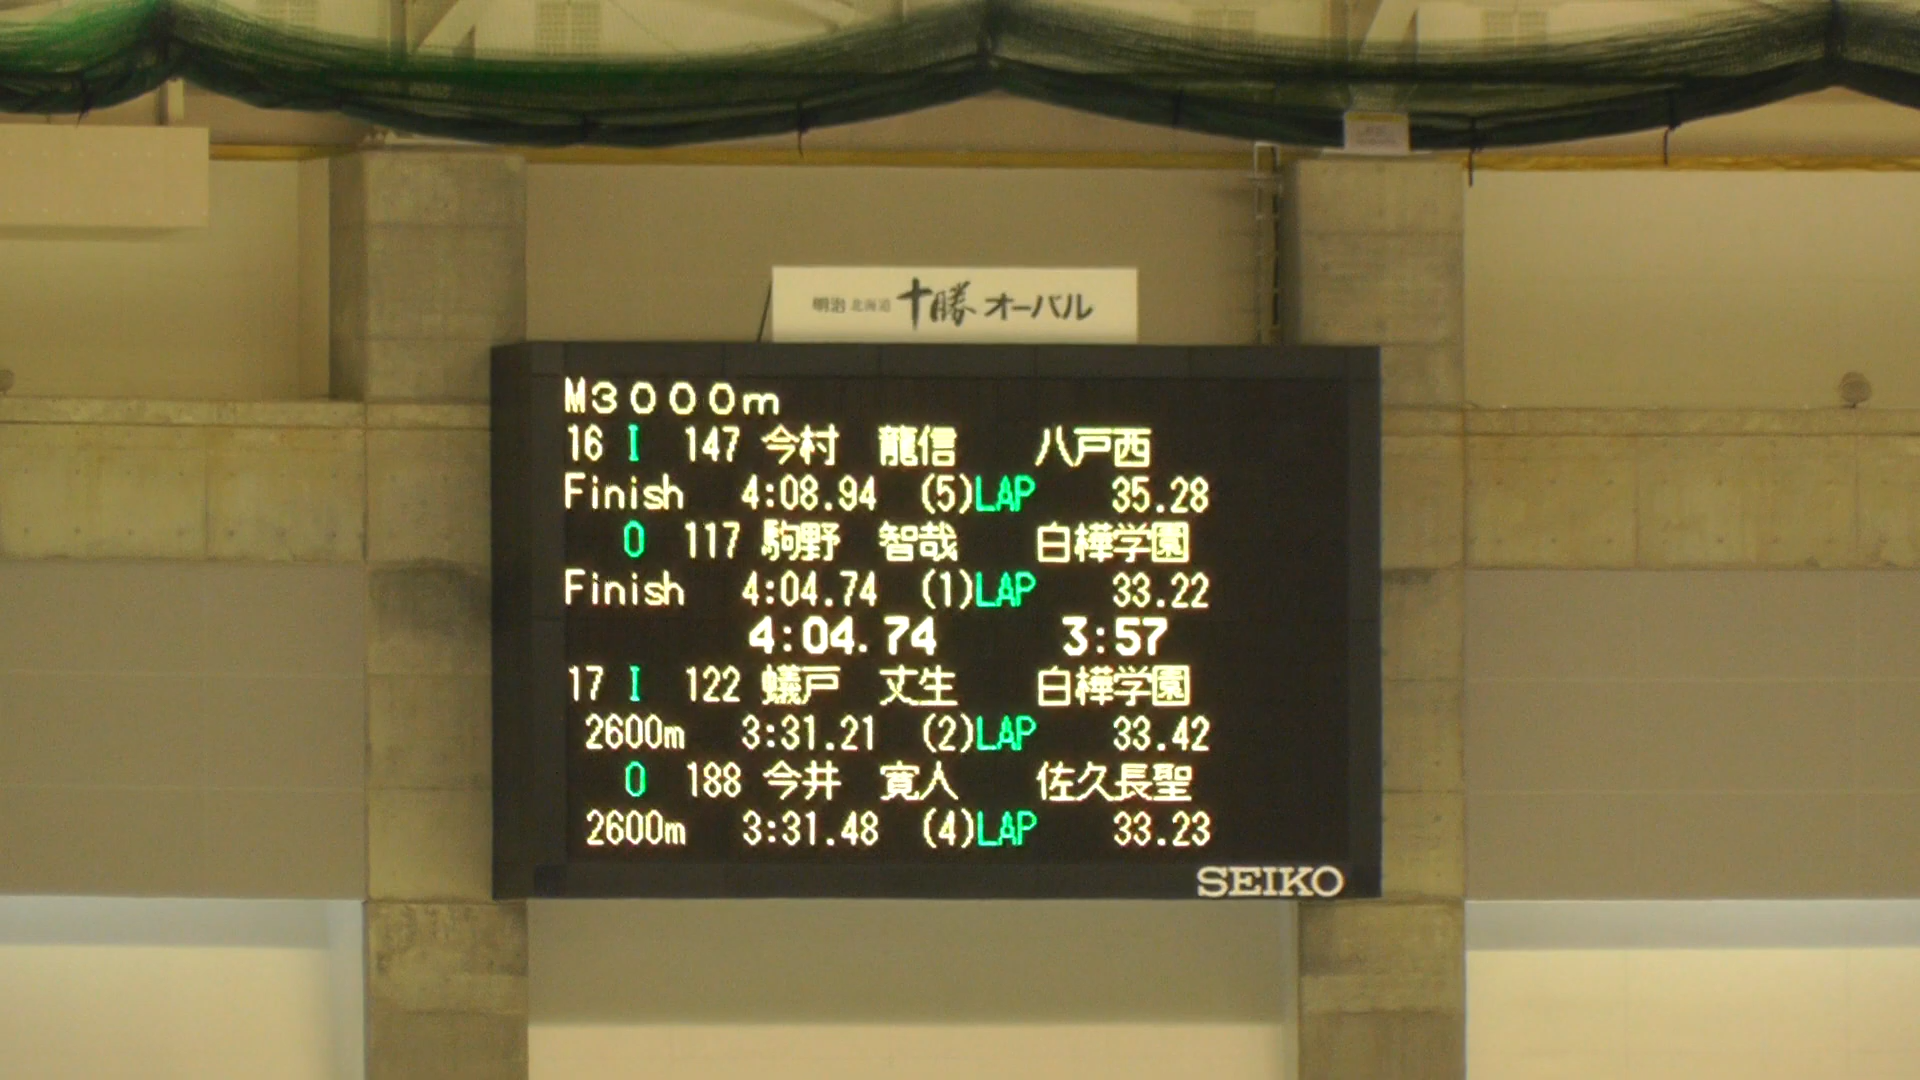 明治 北海道 十勝オーバル
M3000m
16 I 147 今村 龍信 八戸西
Finish 4:08.94 (5)LAP 35.28
O 117 駒野 智哉 白樺学園
Finish 4:04.74 (1)LAP 33.22
4:04.74 3:57
17 I 122 蟻戸 丈生 白樺学園
2600m 3:31.21 (2)LAP 33.42
O 188 今井 寛人 佐久長聖
2600m 3:31.48 (4)LAP 33.23
SEIKO